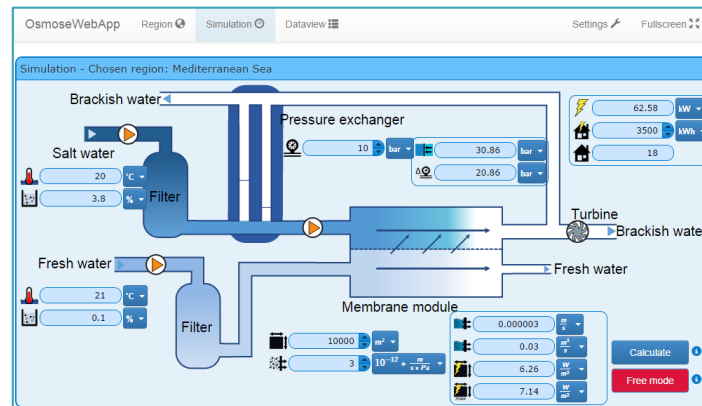 OsmoseWebApp Region Simulation Dataview Settings Fullscreen
Simulation - Chosen region: Mediterranean Sea
Brackish water
Pressure exchanger
62.58 kW
3500 kWh
18
Salt water
10 bar
30.86 bar
Δ 20.86 bar
20 °C
3.8 %
Filter
Turbine
Brackish water
Fresh water
Fresh water
21 °C
0.1 %
Filter
Membrane module
10000 m²
3 10⁻¹² * m/(s*Pa)
0.000003 m/s
0.03 m³/s
6.26 W/m²
max 7.14 W/m²
Calculate
Free mode